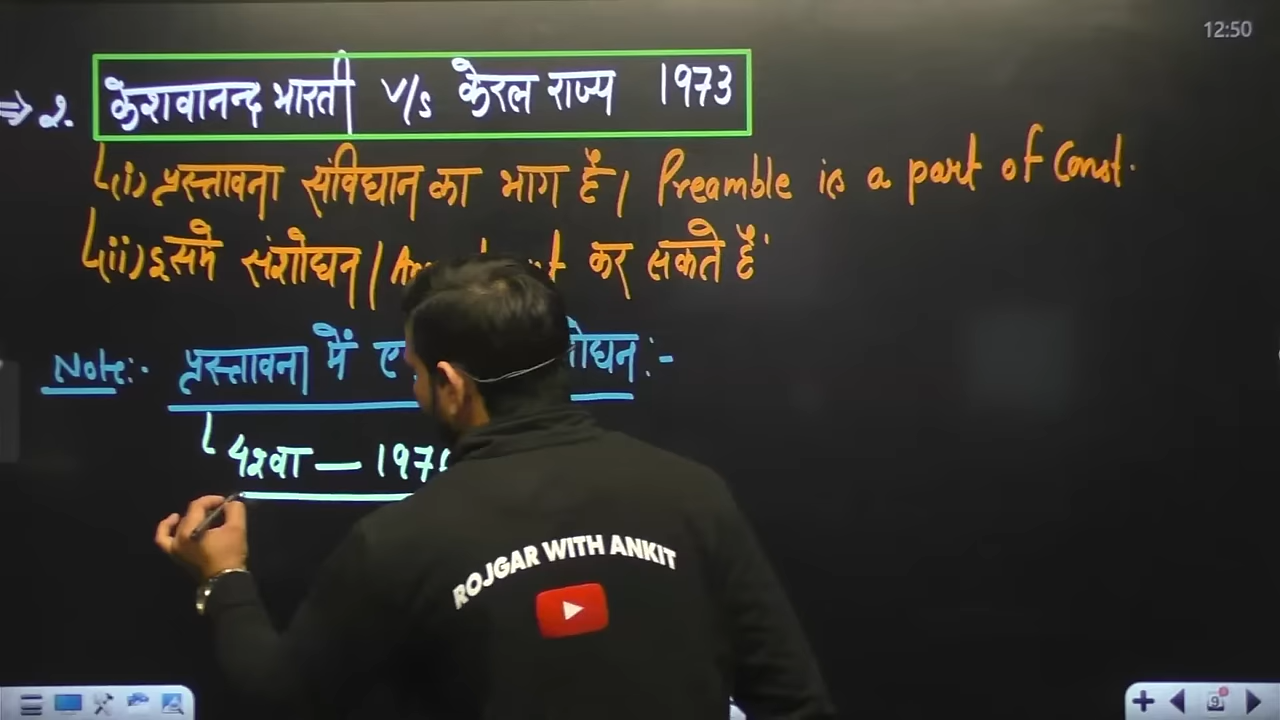 12:50
⇒ 2. केशवानन्द भारती V/s केरल राज्य 1973
(i) प्रस्तावना संविधान का भाग है। Preamble is a part of Const.
(ii) इसमे संशोधन / कर सकते हैं
Note:- प्रस्तावना में :-
42वा — 197
ROJGAR WITH ANKIT
9